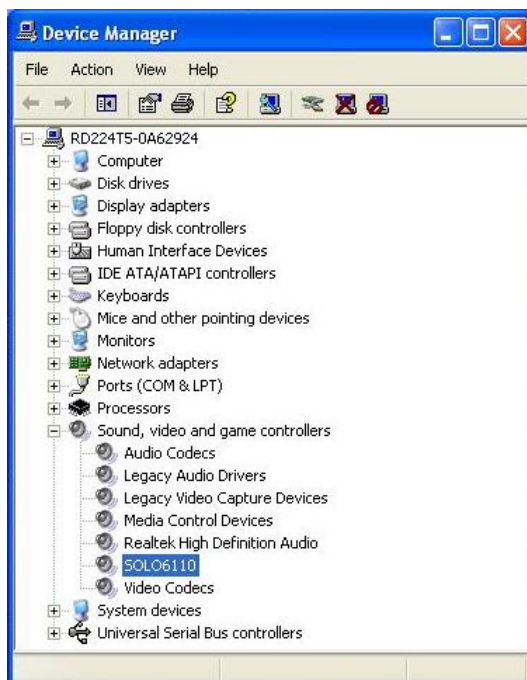 Device Manager
File Action View Help
RD224T5-0A62924
Computer
Disk drives
Display adapters
Floppy disk controllers
Human Interface Devices
IDE ATA/ATAPI controllers
Keyboards
Mice and other pointing devices
Monitors
Network adapters
Ports (COM & LPT)
Processors
Sound, video and game controllers
Audio Codecs
Legacy Audio Drivers
Legacy Video Capture Devices
Media Control Devices
Realtek High Definition Audio
SOLO6110
Video Codecs
System devices
Universal Serial Bus controllers